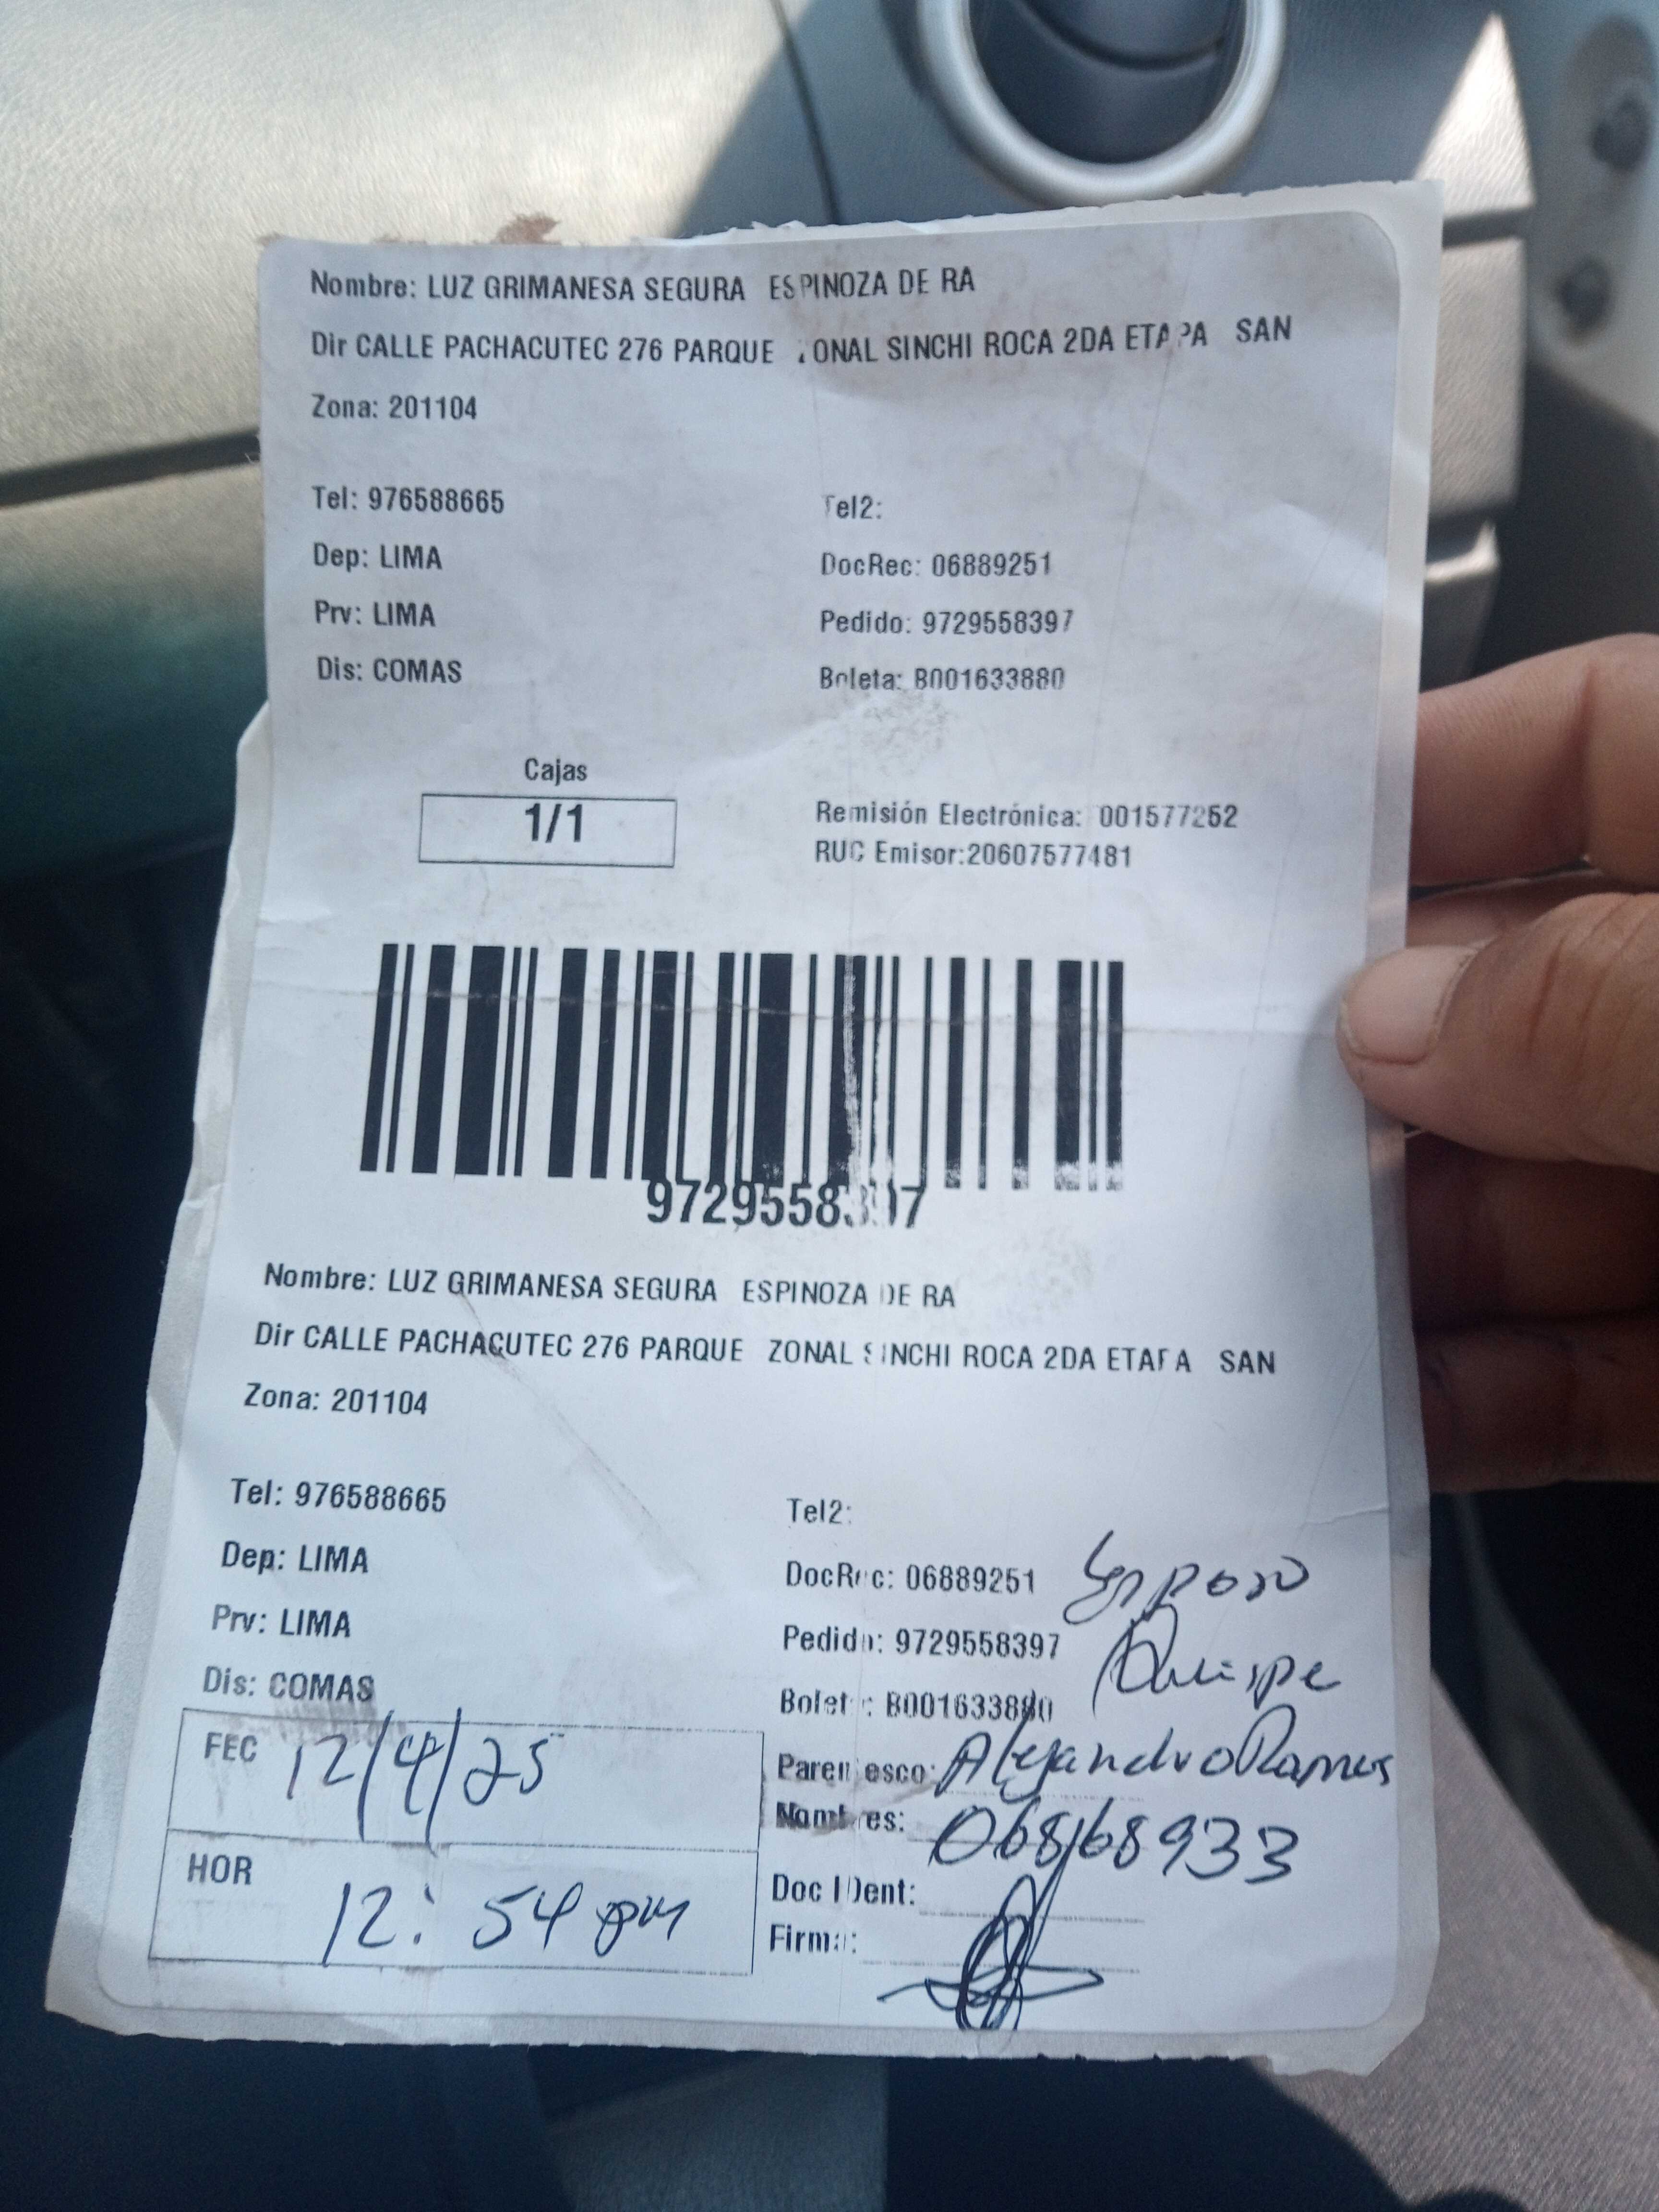 Nombre: LUZ GRIMANESA SEGURA ESPINOZA DE RA
Dir CALLE PACHACUTEC 276 PARQUE ZONAL SINCHI ROCA 2DA ETAPA SAN
Zona: 201104
Tel: 976588665
Tel2:
Dep: LIMA
DocRec: 06889251
Prv: LIMA
Pedido: 9729558397
Dis: COMAS
Boleta: B001633880
Cajas
1/1
Remisión Electrónica: 001577252
RUC Emisor:20607577481
9729558397
Nombre: LUZ GRIMANESA SEGURA ESPINOZA DE RA
Dir CALLE PACHACUTEC 276 PARQUE ZONAL SINCHI ROCA 2DA ETAPA SAN
Zona: 201104
Tel: 976588665
Tel2:
Dep: LIMA
DocRec: 06889251
Esposo
Prv: LIMA
Pedido: 9729558397
Quispe
Dis: COMAS
Boleta: B001633880
FEC 12/4/25
Parentesco: Alejandro Ramos
Nombres: 06868933
HOR 12:54 pm
Doc IDent:
Firma: